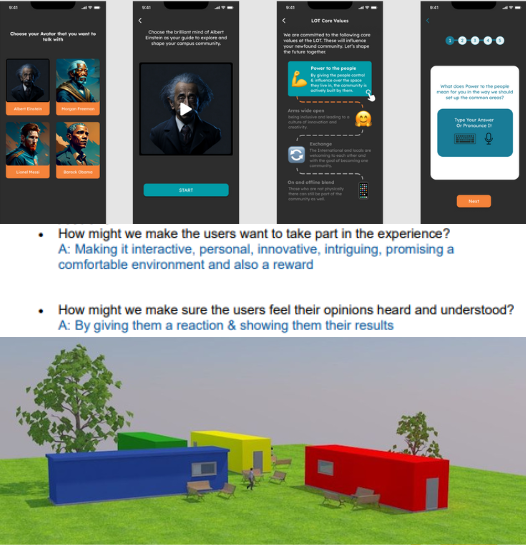 9:41
Choose your Avatar that you want to
talk with
Albert Einstein
Morgan Freeman
Lionel Messi
Barack Obama
9:41
Choose the brilliant mind of Albert
Einstein as your guide to explore and
shape your campus community.
START
9:41
LOT Core Values
We are committed to the following core
values at the LOT. These will influence
your newfound community. Let's shape
the future together
Power to the people
By giving the people control
& influence over the space
they live in, the community is
actively built by them.
Arms wide open
being inclusive and leading in a
culture of innovation and
creativity.
Exchange
The International and locals are
welcoming to each other and
with the goal of becoming one
community.
On and offline blend
Those who are physically
there can still be part of the
community as well
9:41
1
2
3
4
5
What does Power to the people
mean for you in the way we should
set up the common areas?
Type Your Answer
Or Pronounce It
Next
• How might we make the users want to take part in the experience?
A: Making it interactive, personal, innovative, intriguing, promising a
comfortable environment and also a reward
• How might we make sure the users feel their opinions heard and understood?
A: By giving them a reaction & showing them their results